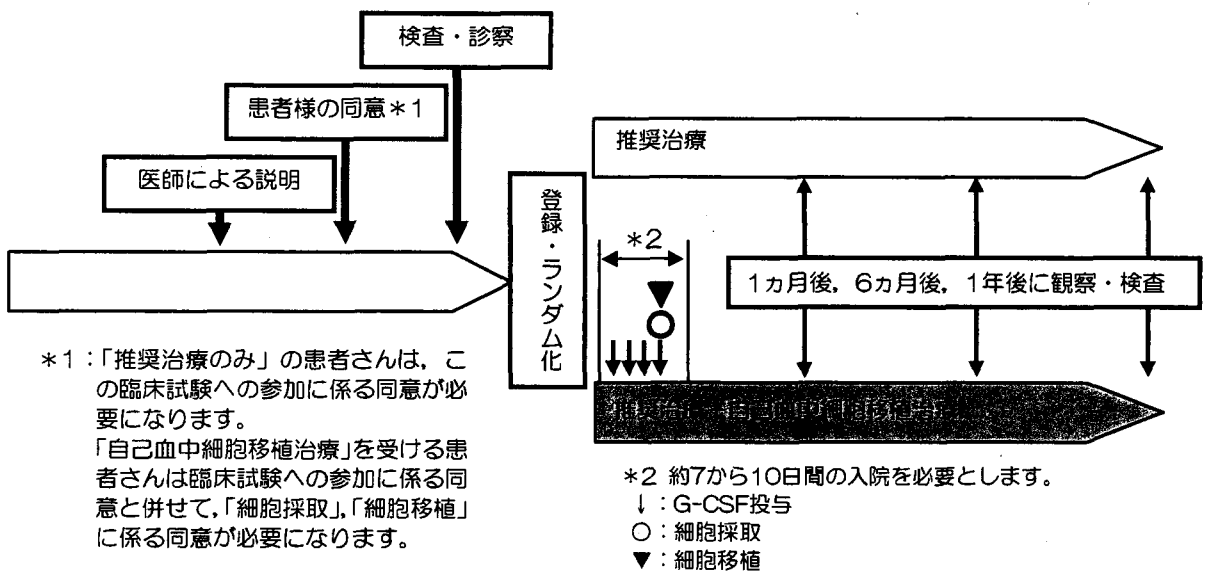 検査・診察
患者様の同意*1
医師による説明
登録・ランダム化
推奨治療
*2
1ヵ月後,6ヵ月後,1年後に観察・検査
*1:「推奨治療のみ」の患者さんは,こ
の臨床試験への参加に係る同意が必
要になります。
「自己血中細胞移植治療」を受ける患
者さんは臨床試験への参加に係る同
意と併せて,「細胞採取」,「細胞移植」
に係る同意が必要になります。
*2 約7から10日間の入院を必要とします。
↓:G-CSF投与
○:細胞採取
▼:細胞移植